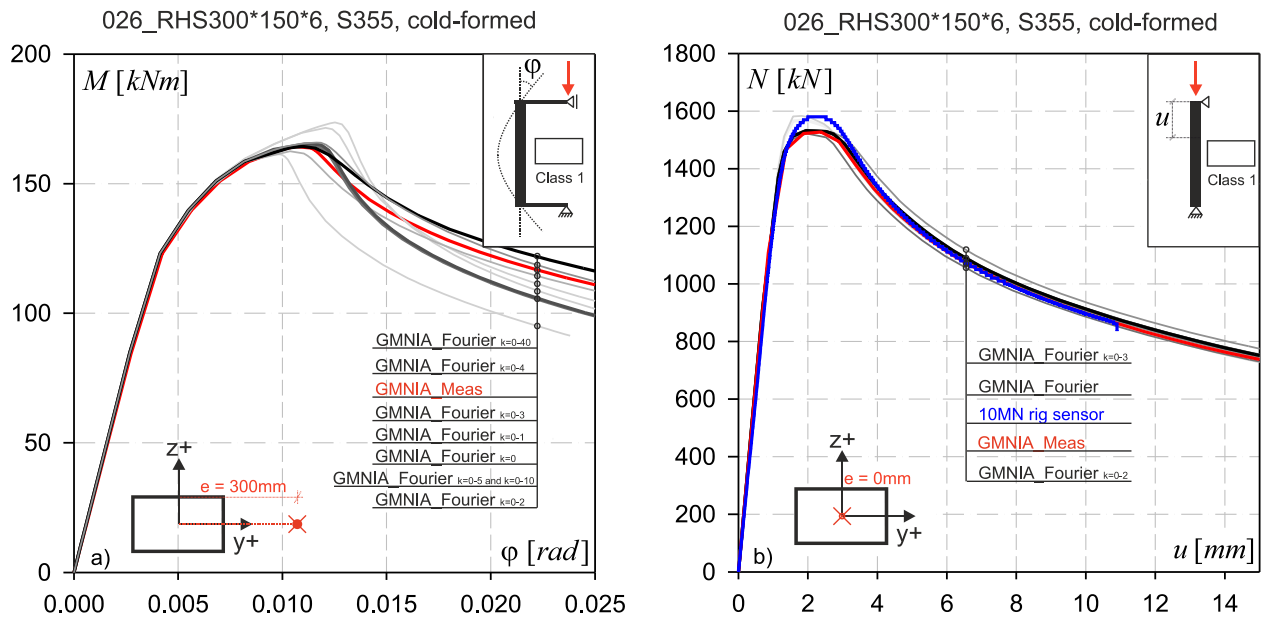 026_RHS300*150*6, S355, cold-formed
200
150
100
50
0
M [kNm]
φ
Class 1
GMNIA_Fourier k=0-40
GMNIA_Fourier k=0-4
GMNIA_Meas
GMNIA_Fourier k=0-3
GMNIA_Fourier k=0-1
GMNIA_Fourier k=0
GMNIA_Fourier k=0-5 and k=0-10
GMNIA_Fourier k=0-2
z+
e = 300mm
y+
a)
φ [rad]
0.000 0.005 0.010 0.015 0.020 0.025
026_RHS300*150*6, S355, cold-formed
1800
1600
1400
1200
1000
800
600
400
200
0
N [kN]
u
Class 1
GMNIA_Fourier k=0-3
GMNIA_Fourier
10MN rig sensor
GMNIA_Meas
GMNIA_Fourier k=0-2
z+
e = 0mm
y+
b)
u [mm]
0 2 4 6 8 10 12 14